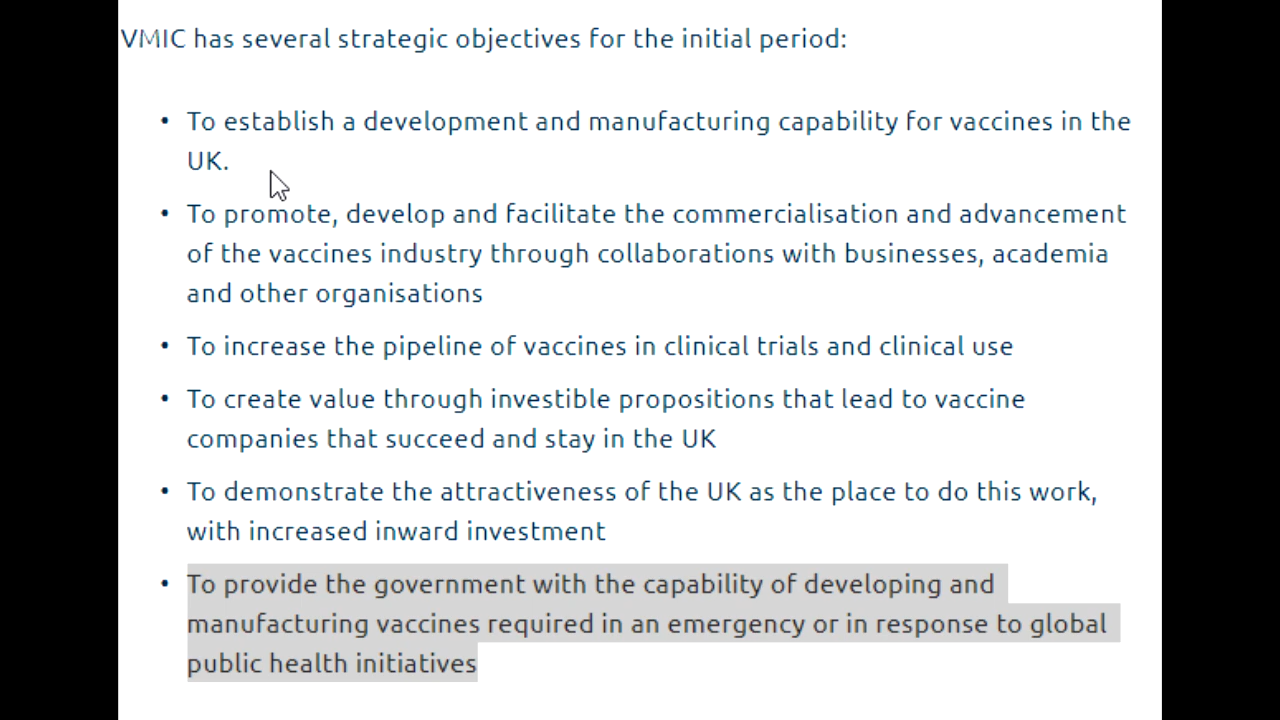 VMIC has several strategic objectives for the initial period:
• To establish a development and manufacturing capability for vaccines in the
UK.
• To promote, develop and facilitate the commercialisation and advancement
of the vaccines industry through collaborations with businesses, academia
and other organisations
• To increase the pipeline of vaccines in clinical trials and clinical use
• To create value through investible propositions that lead to vaccine
companies that succeed and stay in the UK
• To demonstrate the attractiveness of the UK as the place to do this work,
with increased inward investment
• To provide the government with the capability of developing and
manufacturing vaccines required in an emergency or in response to global
public health initiatives